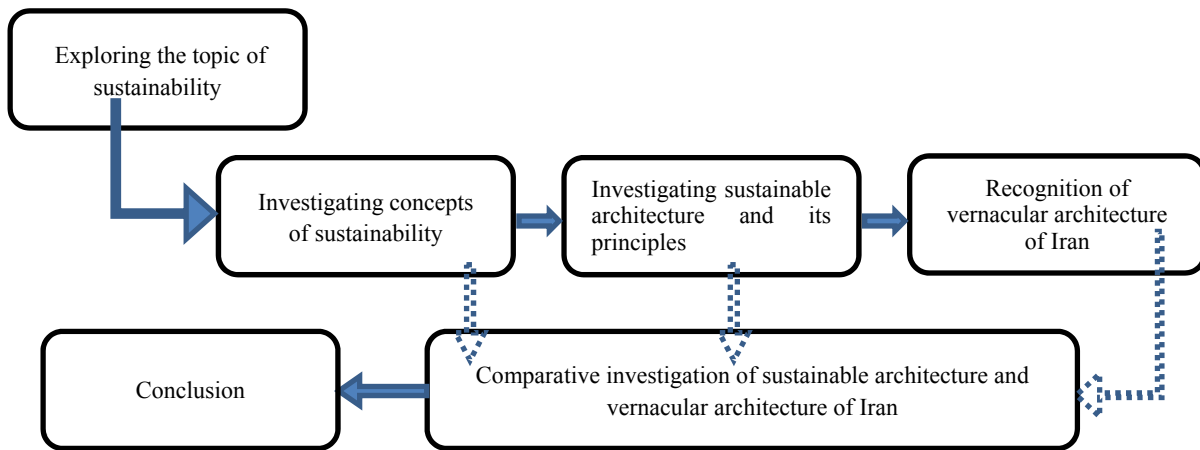 Exploring the topic of
sustainability
Investigating concepts
of sustainability
Investigating sustainable
architecture and its
principles
Recognition of
vernacular architecture
of Iran
Conclusion
Comparative investigation of sustainable architecture and
vernacular architecture of Iran